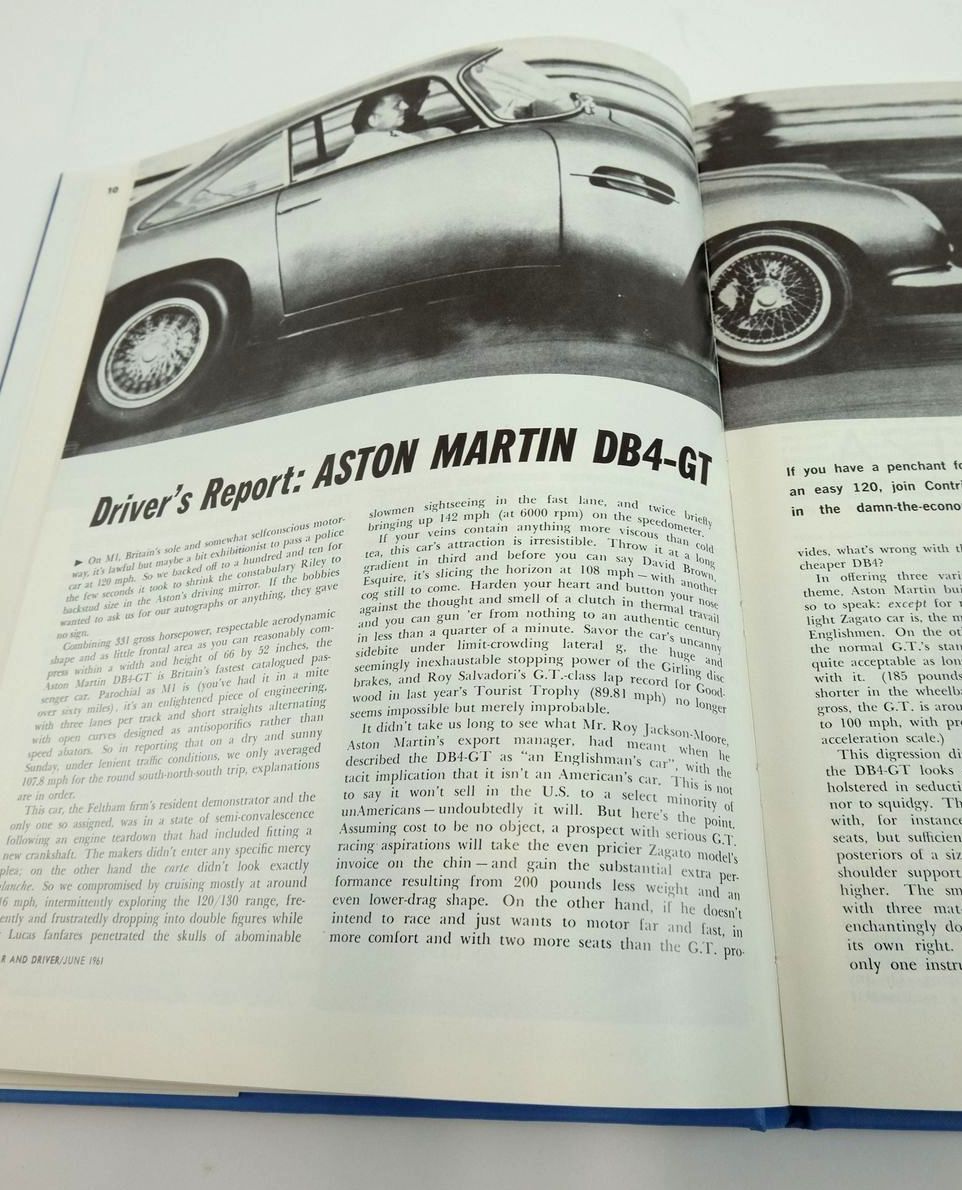 10
Driver's Report: ASTON MARTIN DB4-GT
► On M1, Britain's sole and somewhat selfconscious motor-
way, it's lawful but maybe a bit exhibitionist to pass a police
car at 120 mph. So we backed off to a hundred and ten for
the few seconds it took to shrink the constabulary Riley to
backstud size in the Aston's driving mirror. If the bobbies
wanted to ask us for our autographs or anything, they gave
no sign.
Combining 331 gross horsepower, respectable aerodynamic
shape and as little frontal area as you can reasonably com-
press within a width and height of 66 by 52 inches, the
Aston Martin DB4-GT is Britain's fastest catalogued pas-
senger car. Parochial as M1 is (you've had it in a mite
over sixty miles), it's an enlightened piece of engineering,
with three lanes per track and short straights alternating
with open curves designed as antisoporifics rather than
speed abators. So in reporting that on a dry and sunny
Sunday, under lenient traffic conditions, we only averaged
107.8 mph for the round south-north-south trip, explanations
are in order.
This car, the Feltham firm's resident demonstrator and the
only one so assigned, was in a state of semi-convalescence
following an engine teardown that had included fitting a
new crankshaft. The makers didn't enter any specific mercy
plea; on the other hand the carte didn't look exactly
lanche. So we compromised by cruising mostly at around
16 mph, intermittently exploring the 120/130 range, fre-
ently and frustratedly dropping into double figures while
Lucas fanfares penetrated the skulls of abominable
R AND DRIVER/JUNE 1961
slowmen sightseeing in the fast lane, and twice briefly
bringing up 142 mph (at 6000 rpm) on the speedometer.
If your veins contain anything more viscous than cold
tea, this car's attraction is irresistible. Throw it at a long
gradient in third and before you can say David Brown,
Esquire, it's slicing the horizon at 108 mph — with another
cog still to come. Harden your heart and button your nose
against the thought and smell of a clutch in thermal travail
and you can gun 'er from nothing to an authentic century
in less than a quarter of a minute. Savor the car's uncanny
sidebite under limit-crowding lateral g, the huge and
seemingly inexhaustable stopping power of the Girling disc
brakes, and Roy Salvadori's G.T.-class lap record for Good-
wood in last year's Tourist Trophy (89.81 mph) no longer
seems impossible but merely improbable.
It didn't take us long to see what Mr. Roy Jackson-Moore,
Aston Martin's export manager, had meant when he
described the DB4-GT as "an Englishman's car", with the
tacit implication that it isn't an American's car. This is not
to say it won't sell in the U.S. to a select minority of
unAmericans — undoubtedly it will. But here's the point.
Assuming cost to be no object, a prospect with serious G.T.
racing aspirations will take the even pricier Zagato model's
invoice on the chin — and gain the substantial extra per-
formance resulting from 200 pounds less weight and an
even lower-drag shape. On the other hand, if he doesn't
intend to race and just wants to motor far and fast, in
more comfort and with two more seats than the G.T. pro-
If you have a penchant fo
an easy 120, join Contri
in the damn-the-econo
vides, what's wrong with th
cheaper DB4?
In offering three vari
theme, Aston Martin bui
so to speak: except for r
light Zagato car is, the m
Englishmen. On the ot
the normal G.T.'s stan
quite acceptable as lon
with it. (185 pounds
shorter in the wheelba
gross, the G.T. is arou
to 100 mph, with pro
acceleration scale.)
This digression di
the DB4-GT looks
holstered in seducti
nor to squidgy. Th
with, for instance
seats, but sufficien
posteriors of a siz
shoulder support
higher. The sm
with three mat
enchantingly do
its own right.
only one instru